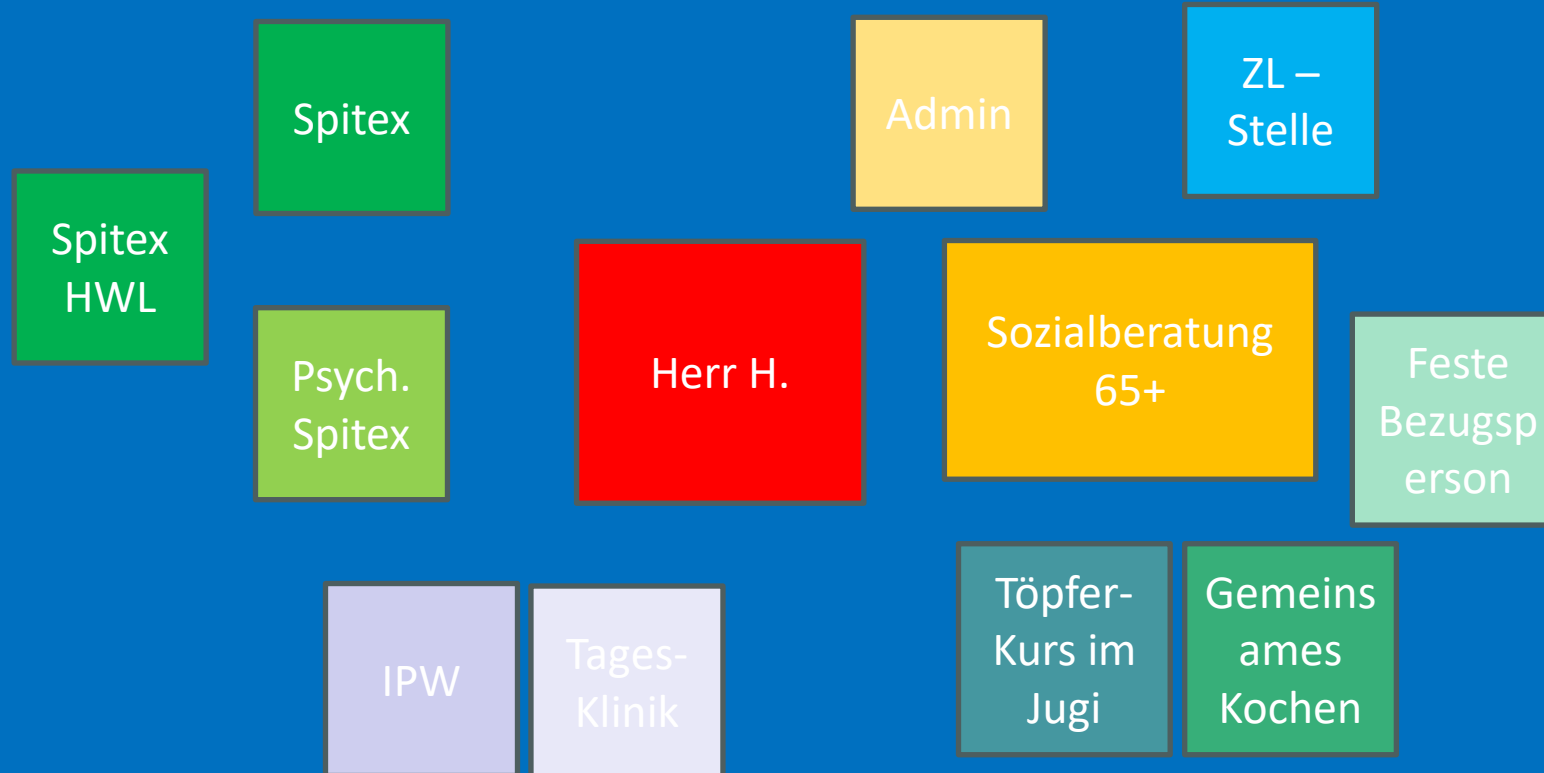 Spitex
Admin
ZL –
Stelle
Spitex
HWL
Psych.
Spitex
Herr H.
Sozialberatung
65+
Feste
Bezugsp
erson
IPW
Tages-
Klinik
Töpfer-
Kurs im
Jugi
Gemeins
ames
Kochen